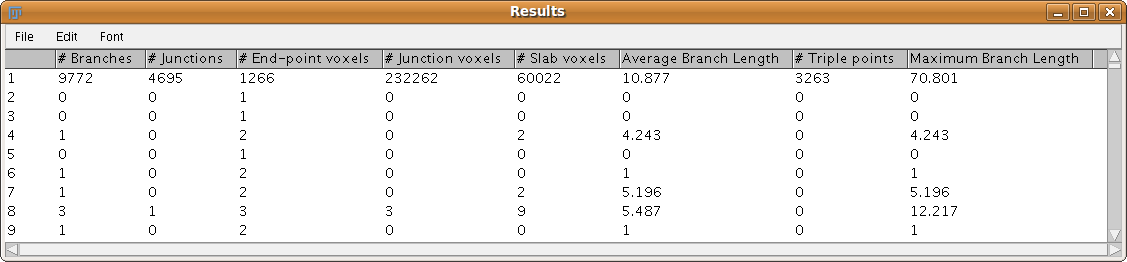 Results
File Edit Font
# Branches # Junctions # End-point voxels # Junction voxels # Slab voxels Average Branch Length # Triple points Maximum Branch Length
1 9772 4695 1266 232262 60022 10.877 3263 70.801
2 0 0 1 0 0 0 0 0
3 0 0 1 0 0 0 0 0
4 1 0 2 0 2 4.243 0 4.243
5 0 0 1 0 0 0 0 0
6 1 0 2 0 0 1 0 1
7 1 0 2 0 2 5.196 0 5.196
8 3 1 3 3 9 5.487 0 12.217
9 1 0 2 0 0 1 0 1